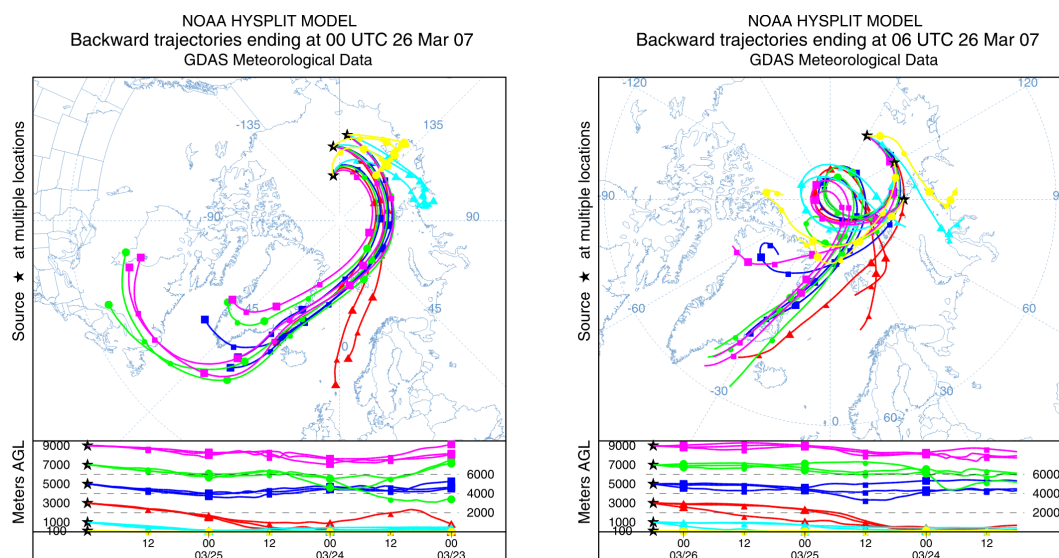 NOAA HYSPLIT MODEL
Backward trajectories ending at 00 UTC 26 Mar 07
GDAS Meteorological Data
Source ★ at multiple locations
-135
135
-90
90
-45
45
0
Meters AGL
9000
7000
5000
3000
1000
100
6000
4000
2000
12 00 12 00 12 00
03/25 03/24 03/23
NOAA HYSPLIT MODEL
Backward trajectories ending at 06 UTC 26 Mar 07
GDAS Meteorological Data
Source ★ at multiple locations
-120
120
-90
9
-60
60
-30
0
60
Meters AGL
9000
7000
5000
3000
1000
100
6000
4000
2000
00 12 00 12 00 12
03/26 03/25 03/24